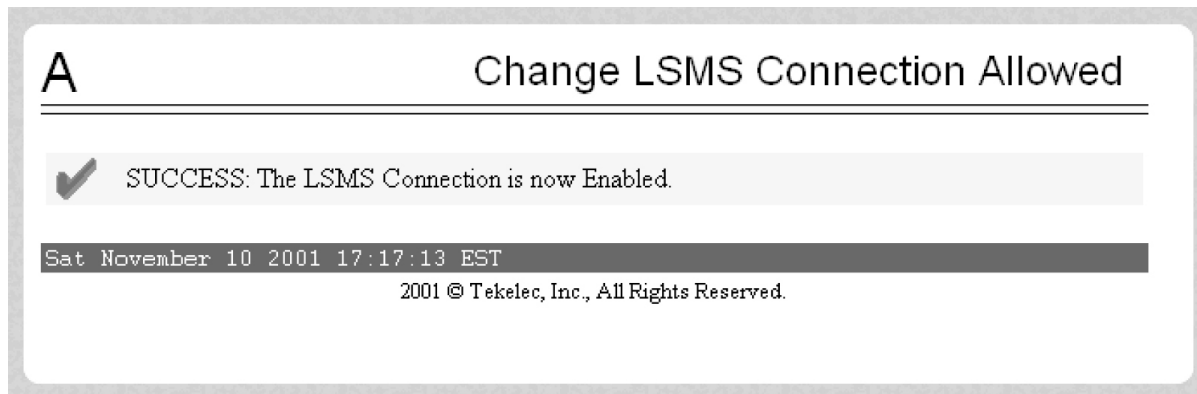 A Change LSMS Connection Allowed
SUCCESS: The LSMS Connection is now Enabled.
Sat November 10 2001 17:17:13 EST
2001 © Tekelec, Inc., All Rights Reserved.